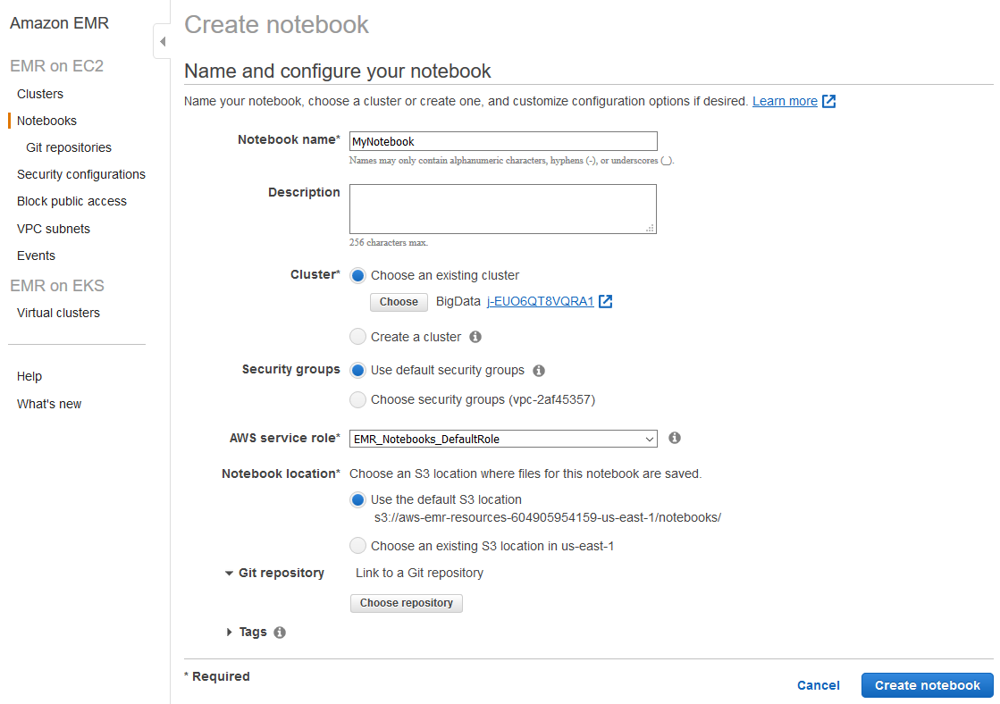 Amazon EMR
EMR on EC2
Clusters
Notebooks
Git repositories
Security configurations
Block public access
VPC subnets
Events
EMR on EKS
Virtual clusters
Help
What's new
Create notebook
Name and configure your notebook
Name your notebook, choose a cluster or create one, and customize configuration options if desired. Learn more
Notebook name* MyNotebook
Names may only contain alphanumeric characters, hyphens (-), or underscores (_).
Description
256 characters max.
Cluster* Choose an existing cluster
Choose BigData j-EUO6QT8VQRA1
Create a cluster
Security groups Use default security groups
Choose security groups (vpc-2af45357)
AWS service role* EMR_Notebooks_DefaultRole
Notebook location* Choose an S3 location where files for this notebook are saved.
Use the default S3 location
s3://aws-emr-resources-604905954159-us-east-1/notebooks/
Choose an existing S3 location in us-east-1
Git repository Link to a Git repository
Choose repository
Tags
* Required
Cancel Create notebook